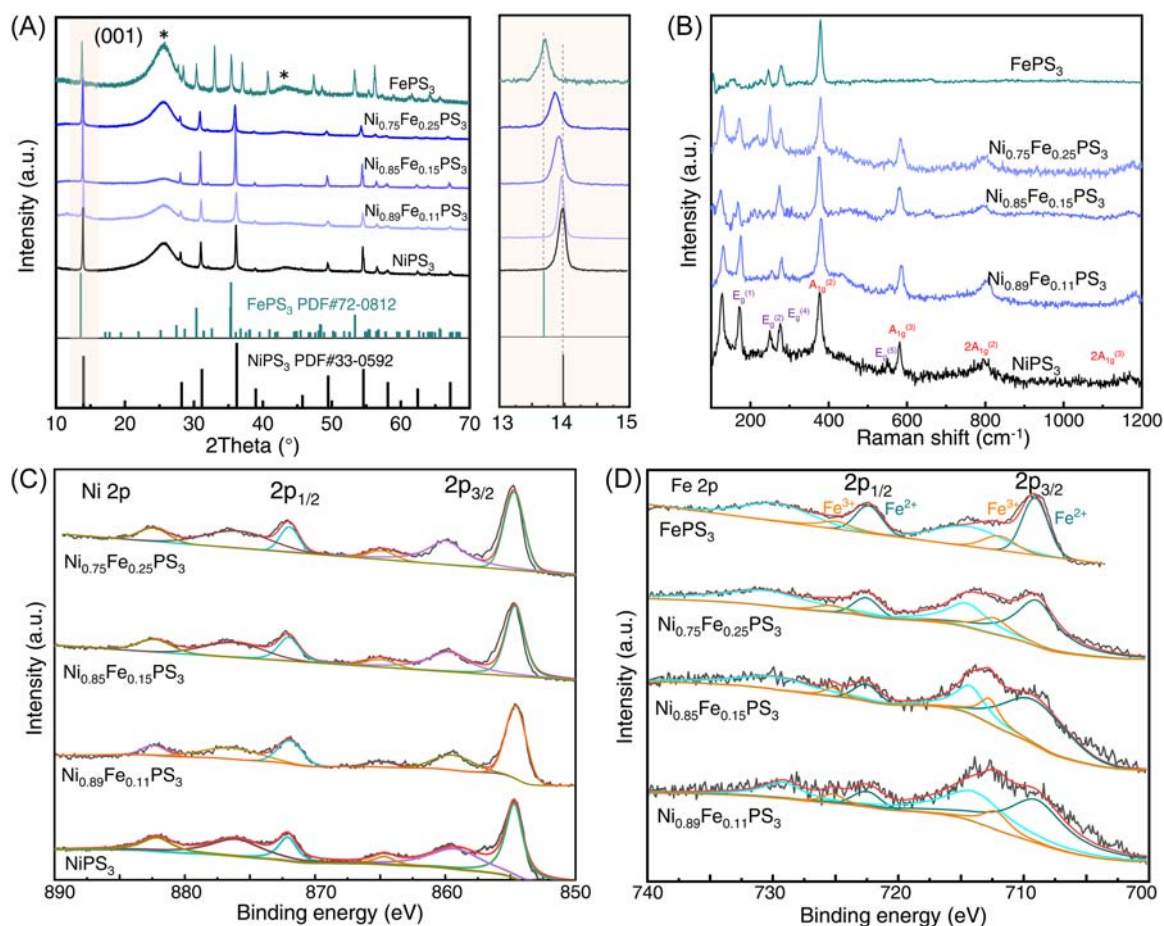 (A)
(001)
*
*
FePS3
Ni0.75Fe0.25PS3
Ni0.85Fe0.15PS3
Ni0.89Fe0.11PS3
NiPS3
FePS3 PDF#72-0812
NiPS3 PDF#33-0592
Intensity (a.u.)
10 20 30 40 50 60 70
2Theta (°)
13 14 15
(B)
FePS3
Ni0.75Fe0.25PS3
Ni0.85Fe0.15PS3
Ni0.89Fe0.11PS3
Eg(1)
Eg(2)
Eg(4)
A1g(2)
Eg(5)
A1g(3)
2A1g(2)
2A1g(3)
NiPS3
Intensity (a.u.)
200 400 600 800 1000 1200
Raman shift (cm-1)
(C)
Ni 2p
2p1/2
2p3/2
Ni0.75Fe0.25PS3
Ni0.85Fe0.15PS3
Ni0.89Fe0.11PS3
NiPS3
Intensity (a.u.)
890 880 870 860 850
Binding energy (eV)
(D)
Fe 2p
2p1/2
2p3/2
Fe3+
Fe2+
Fe3+
Fe2+
FePS3
Ni0.75Fe0.25PS3
Ni0.85Fe0.15PS3
Ni0.89Fe0.11PS3
Intensity (a.u.)
740 730 720 710 700
Binding energy (eV)